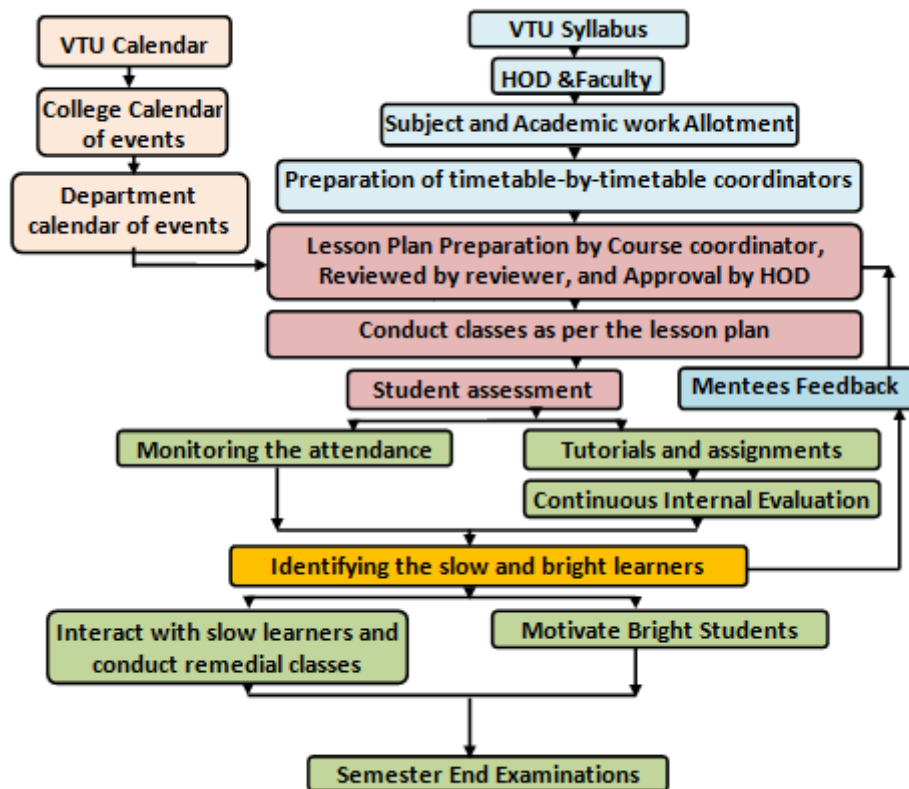 VTU Calendar
College Calendar
of events
Department
calendar of events
VTU Syllabus
HOD &Faculty
Subject and Academic work Allotment
Preparation of timetable-by-timetable coordinators
Lesson Plan Preparation by Course coordinator,
Reviewed by reviewer, and Approval by HOD
Conduct classes as per the lesson plan
Student assessment
Mentees Feedback
Monitoring the attendance
Tutorials and assignments
Continuous Internal Evaluation
Identifying the slow and bright learners
Interact with slow learners and
conduct remedial classes
Motivate Bright Students
Semester End Examinations